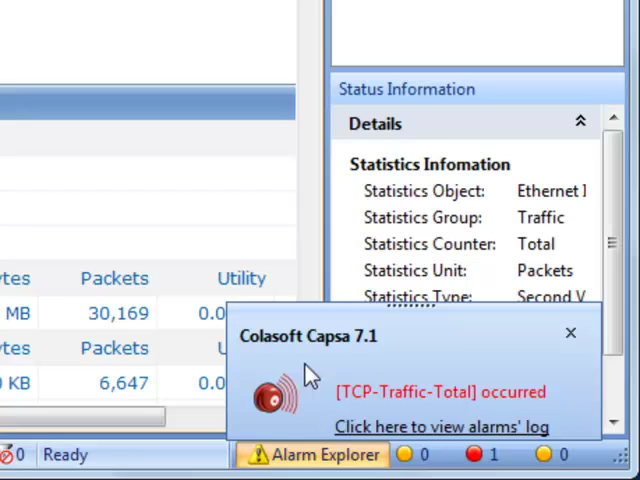 Status Information
Details
Statistics Infomation
Statistics Object: Ethernet
Statistics Group: Traffic
Statistics Counter: Total
Statistics Unit: Packets
Statistics Type: Second V
tes Packets Utility
MB 30,169 0.0
ytes Packets
KB 6,647 0.0
Colasoft Capsa 7.1
[TCP-Traffic-Total] occurred
Click here to view alarms' log
0 Ready Alarm Explorer 0 1 0